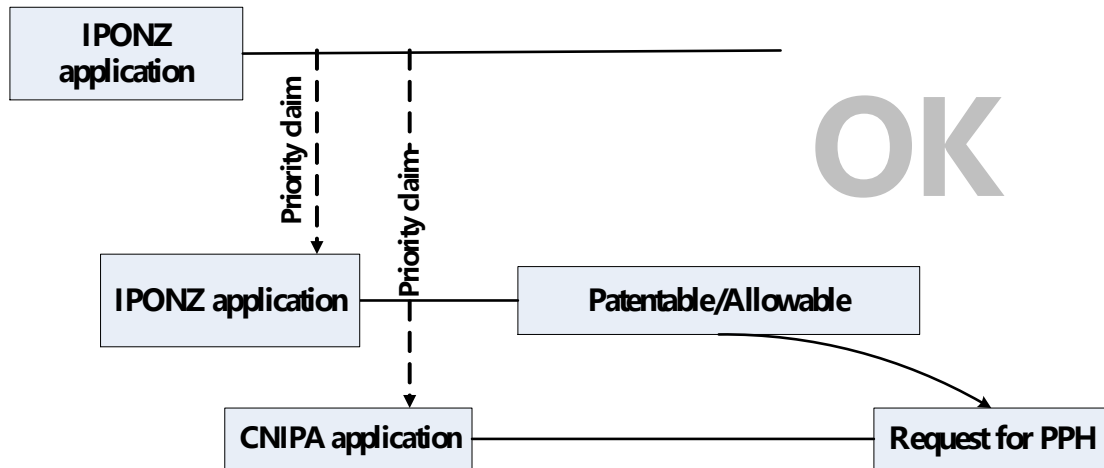 IPONZ
application
Priority claim
Priority claim
OK
IPONZ application
Patentable/Allowable
CNIPA application
Request for PPH